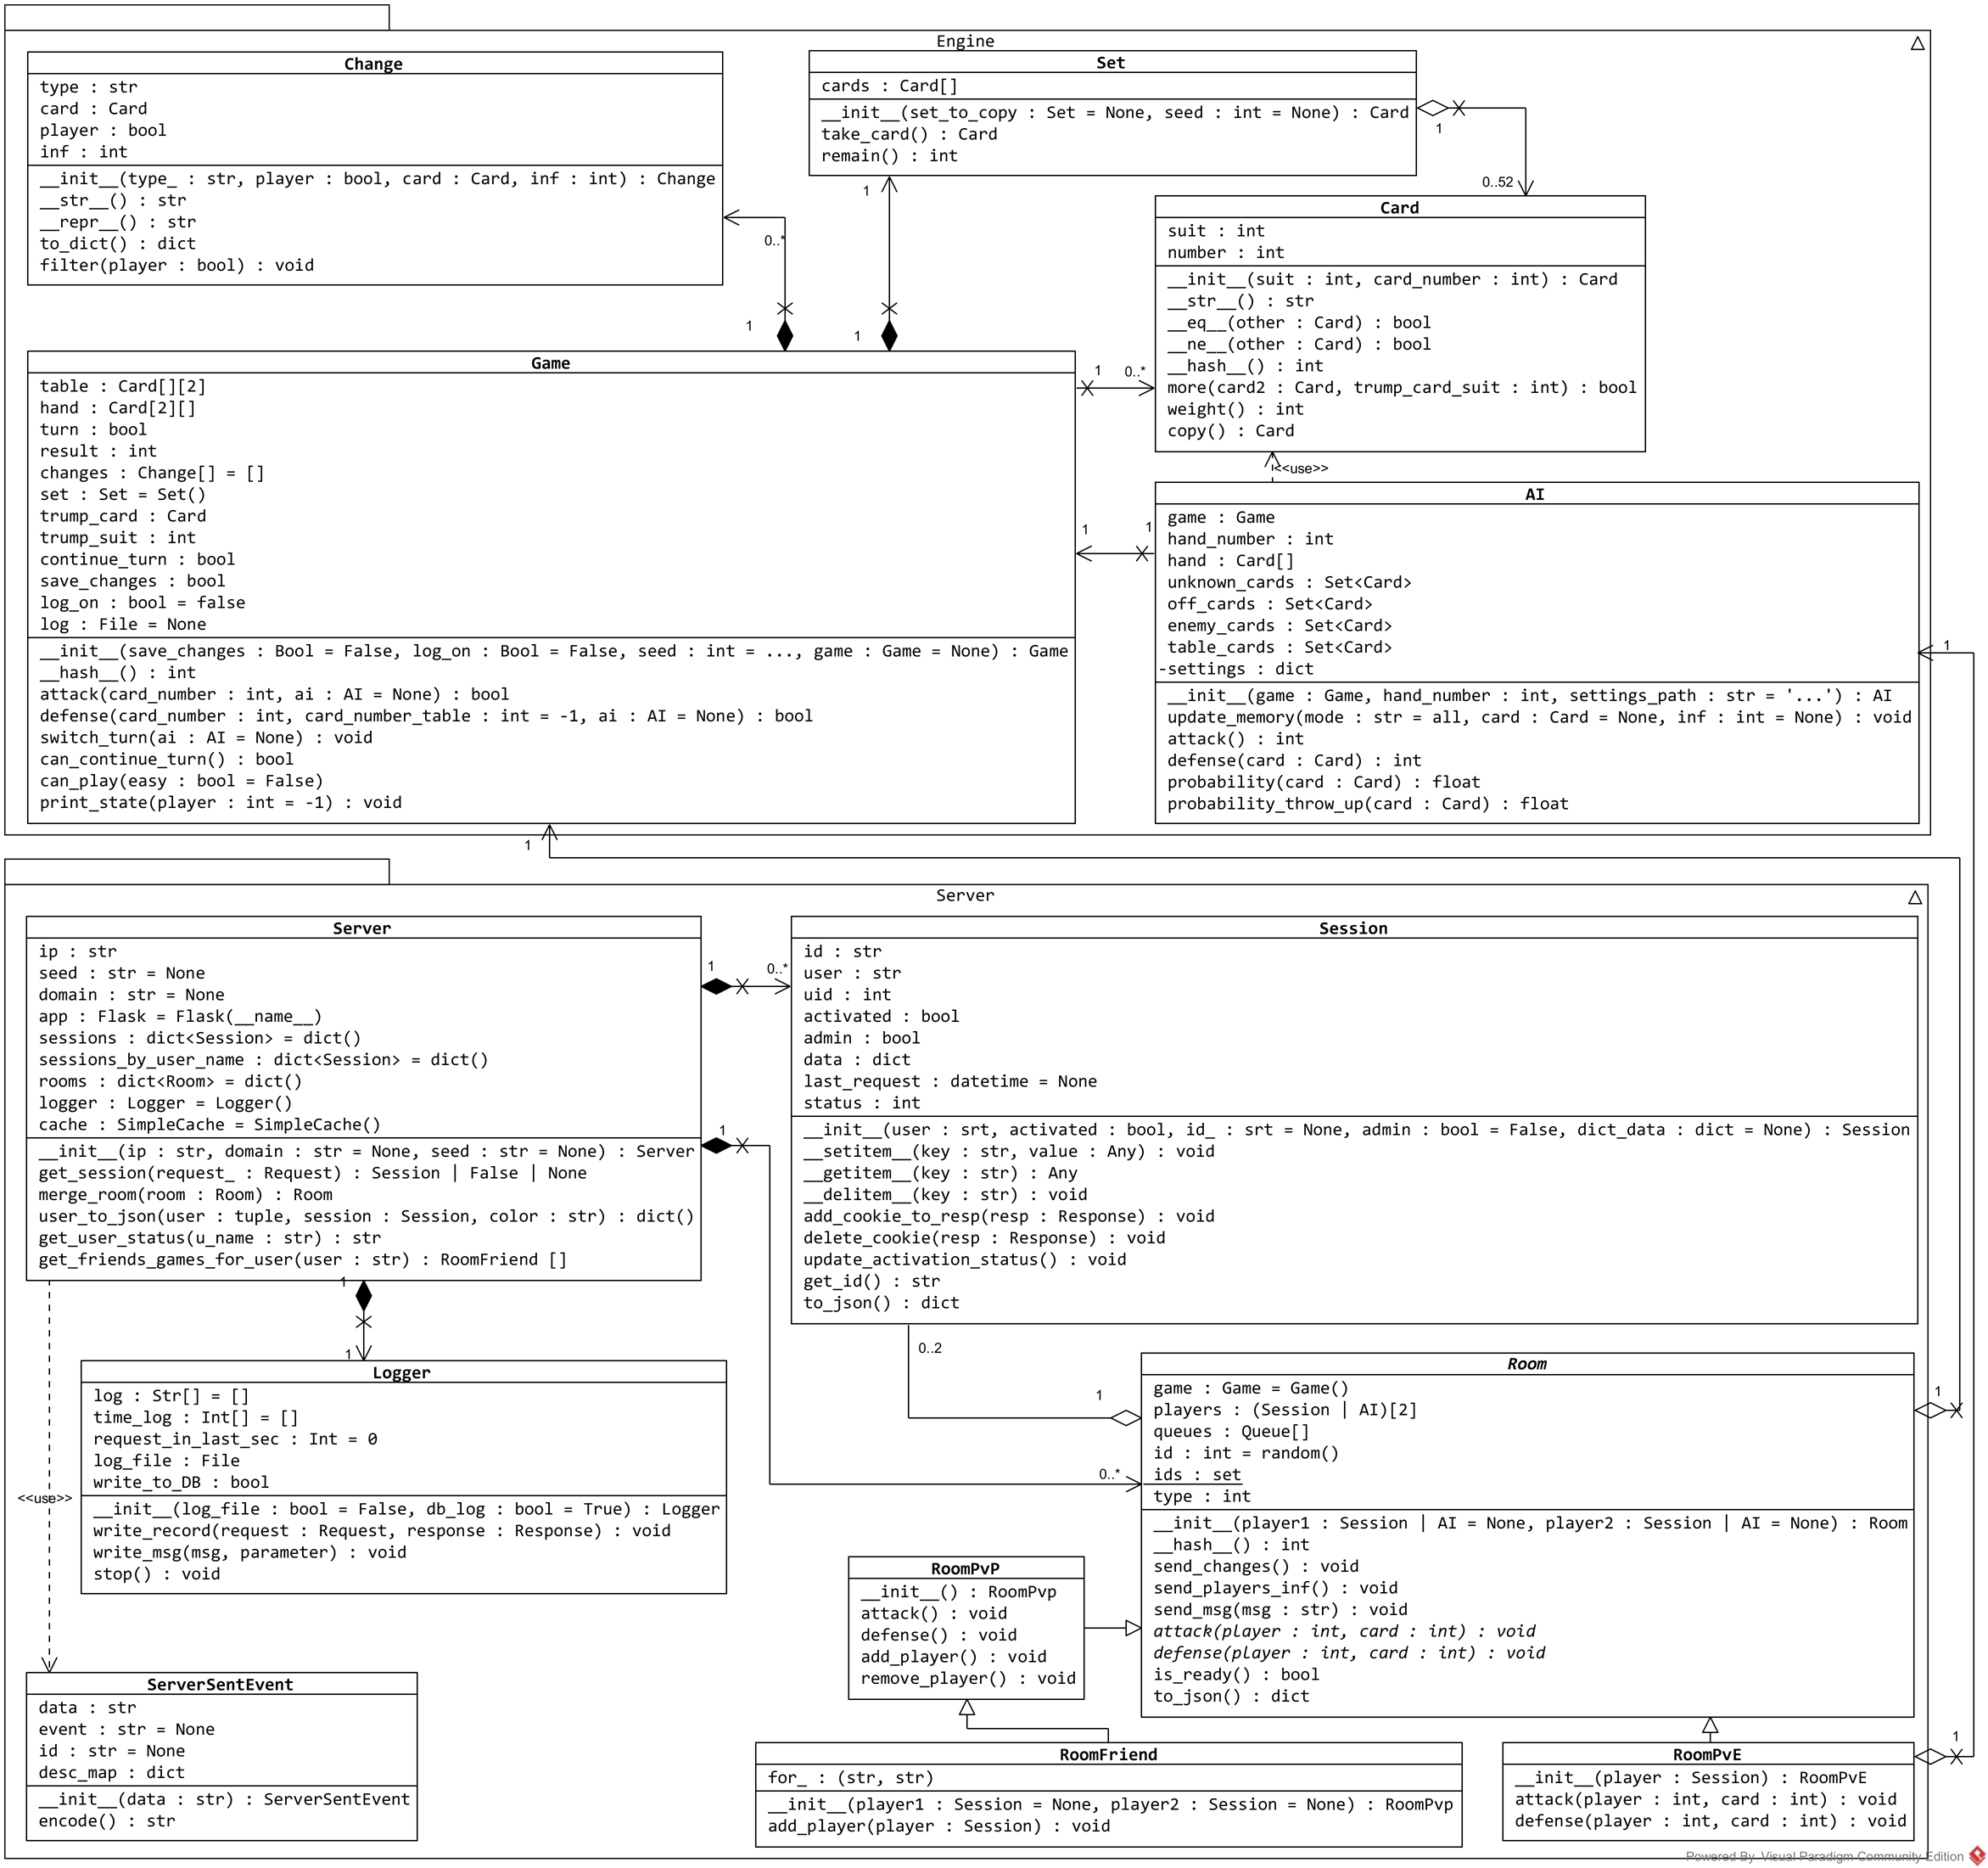 Engine
Change
type : str
card : Card
player : bool
inf : int
__init__(type_ : str, player : bool, card : Card, inf : int) : Change
__str__() : str
__repr__() : str
to_dict() : dict
filter(player : bool) : void
Set
cards : Card[]
__init__(set_to_copy : Set = None, seed : int = None) : Card
take_card() : Card
remain() : int
1
0..52
1
0..*
1
1
Card
suit : int
number : int
__init__(suit : int, card_number : int) : Card
__str__() : str
__eq__(other : Card) : bool
__ne__(other : Card) : bool
__hash__() : int
more(card2 : Card, trump_card_suit : int) : bool
weight() : int
copy() : Card
Game
table : Card[][2]
hand : Card[2][]
turn : bool
result : int
changes : Change[] = []
set : Set = Set()
trump_card : Card
trump_suit : int
continue_turn : bool
save_changes : bool
log_on : bool = false
log : File = None
__init__(save_changes : Bool = False, log_on : Bool = False, seed : int = ..., game : Game = None) : Game
__hash__() : int
attack(card_number : int, ai : AI = None) : bool
defense(card_number : int, card_number_table : int = -1, ai : AI = None) : bool
switch_turn(ai : AI = None) : void
can_continue_turn() : bool
can_play(easy : bool = False)
print_state(player : int = -1) : void
1
0..*
<<use>>
1
1
AI
game : Game
hand_number : int
hand : Card[]
unknown_cards : Set<Card>
off_cards : Set<Card>
enemy_cards : Set<Card>
table_cards : Set<Card>
-settings : dict
__init__(game : Game, hand_number : int, settings_path : str = '...') : AI
update_memory(mode : str = all, card : Card = None, inf : int = None) : void
attack() : int
defense(card : Card) : int
probability(card : Card) : float
probability_throw_up(card : Card) : float
1
1
Server
Server
ip : str
seed : str = None
domain : str = None
app : Flask = Flask(__name__)
sessions : dict<Session> = dict()
sessions_by_user_name : dict<Session> = dict()
rooms : dict<Room> = dict()
logger : Logger = Logger()
cache : SimpleCache = SimpleCache()
__init__(ip : str, domain : str = None, seed : str = None) : Server
get_session(request_ : Request) : Session | False | None
merge_room(room : Room) : Room
user_to_json(user : tuple, session : Session, color : str) : dict()
get_user_status(u_name : str) : str
get_friends_games_for_user(user : str) : RoomFriend []
1
0..*
1
Session
id : str
user : str
uid : int
activated : bool
admin : bool
data : dict
last_request : datetime = None
status : int
__init__(user : srt, activated : bool, id_ : srt = None, admin : bool = False, dict_data : dict = None) : Session
__setitem__(key : str, value : Any) : void
__getitem__(key : str) : Any
__delitem__(key : str) : void
add_cookie_to_resp(resp : Response) : void
delete_cookie(resp : Response) : void
update_activation_status() : void
get_id() : str
to_json() : dict
1
1
0..2
1
0..*
1
Logger
log : Str[] = []
time_log : Int[] = []
request_in_last_sec : Int = 0
log_file : File
write_to_DB : bool
__init__(log_file : bool = False, db_log : bool = True) : Logger
write_record(request : Request, response : Response) : void
write_msg(msg, parameter) : void
stop() : void
<<use>>
Room
game : Game = Game()
players : (Session | AI)[2]
queues : Queue[]
id : int = random()
ids : set
type : int
__init__(player1 : Session | AI = None, player2 : Session | AI = None) : Room
__hash__() : int
send_changes() : void
send_players_inf() : void
send_msg(msg : str) : void
attack(player : int, card : int) : void
defense(player : int, card : int) : void
is_ready() : bool
to_json() : dict
RoomPvP
__init__() : RoomPvp
attack() : void
defense() : void
add_player() : void
remove_player() : void
ServerSentEvent
data : str
event : str = None
id : str = None
desc_map : dict
__init__(data : str) : ServerSentEvent
encode() : str
RoomFriend
for_ : (str, str)
__init__(player1 : Session = None, player2 : Session = None) : RoomPvp
add_player(player : Session) : void
RoomPvE
__init__(player : Session) : RoomPvE
attack(player : int, card : int) : void
defense(player : int, card : int) : void
1
Powered By Visual Paradigm Community Edition